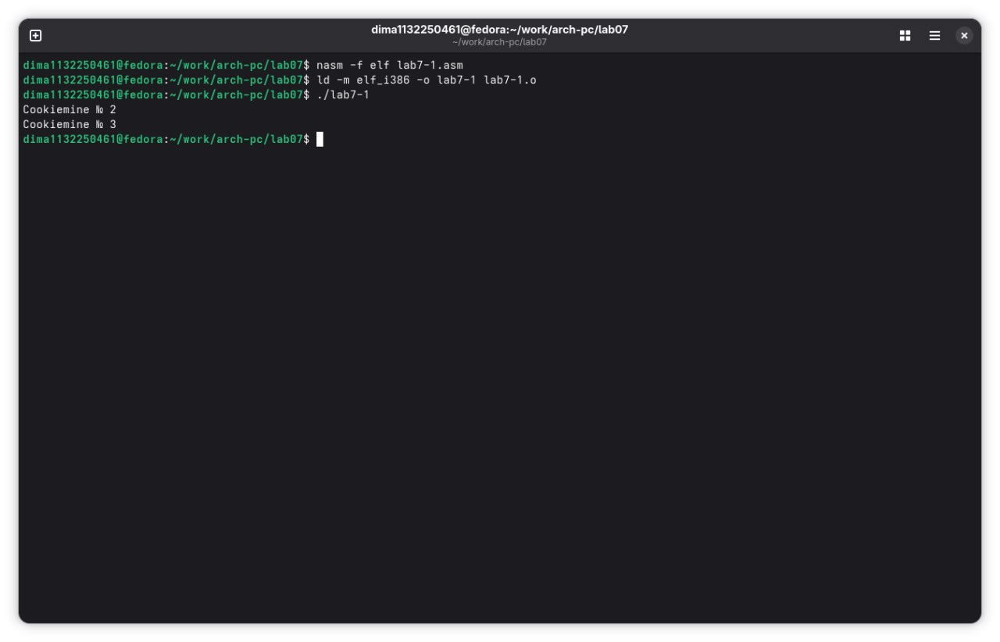 dima1132250461@fedora:~/work/arch-pc/lab07
~/work/arch-pc/lab07
dima1132250461@fedora:~/work/arch-pc/lab07$ nasm -f elf lab7-1.asm
dima1132250461@fedora:~/work/arch-pc/lab07$ ld -m elf_i386 -o lab7-1 lab7-1.o
dima1132250461@fedora:~/work/arch-pc/lab07$ ./lab7-1
Cookiemine № 2
Cookiemine № 3
dima1132250461@fedora:~/work/arch-pc/lab07$